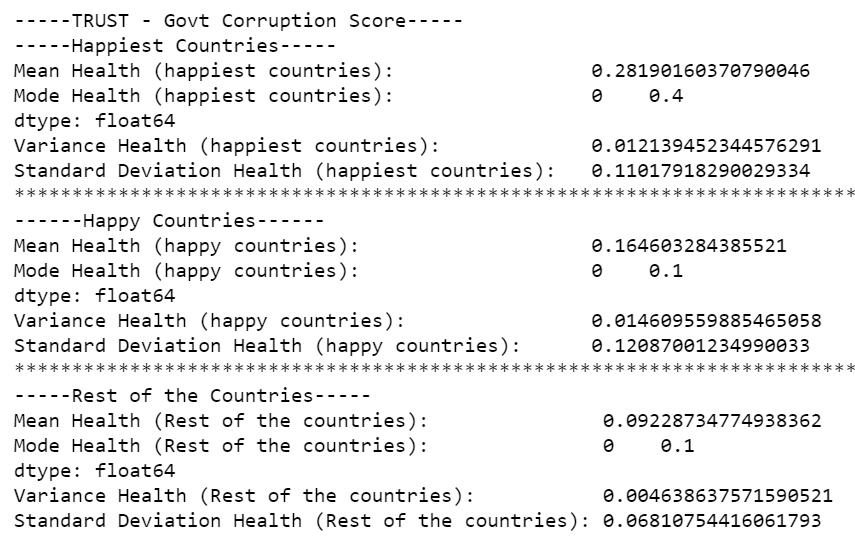 -----TRUST - Govt Corruption Score-----
-----Happiest Countries-----
Mean Health (happiest countries): 0.28190160370790046
Mode Health (happiest countries): 0 0.4
dtype: float64
Variance Health (happiest countries): 0.012139452344576291
Standard Deviation Health (happiest countries): 0.11017918290029334
**************************************************************************
------Happy Countries------
Mean Health (happy countries): 0.164603284385521
Mode Health (happy countries): 0 0.1
dtype: float64
Variance Health (happy countries): 0.014609559885465058
Standard Deviation Health (happy countries): 0.12087001234990033
**************************************************************************
-----Rest of the Countries-----
Mean Health (Rest of the countries): 0.09228734774938362
Mode Health (Rest of the countries): 0 0.1
dtype: float64
Variance Health (Rest of the countries): 0.004638637571590521
Standard Deviation Health (Rest of the countries): 0.06810754416061793